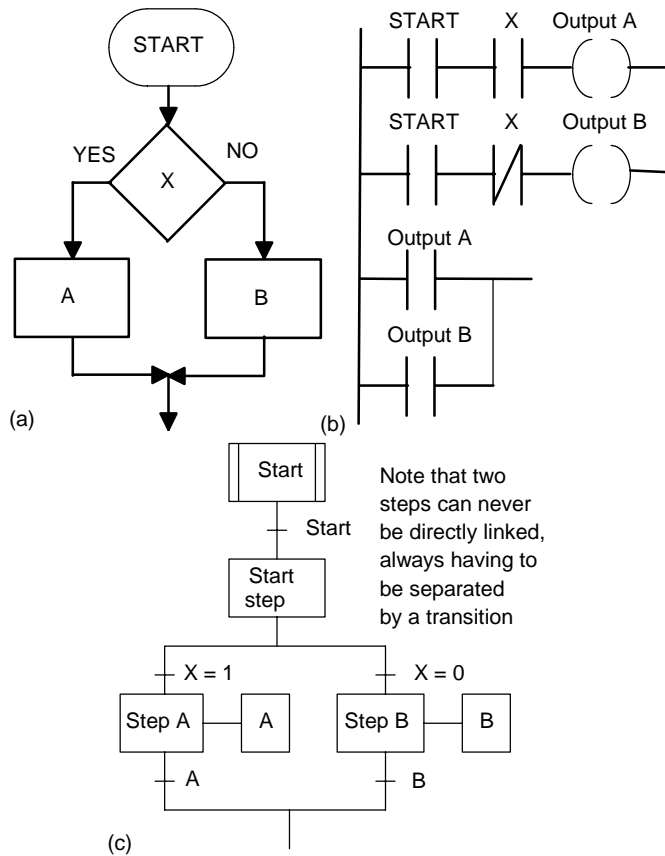 START
YES
NO
X
A
B
(a)
START X Output A
START X Output B
Output A
Output B
(b)
Start
Start
Start
step
Note that two
steps can never
be directly linked,
always having to
be separated
by a transition
X = 1
X = 0
Step A
A
Step B
B
A
B
(c)